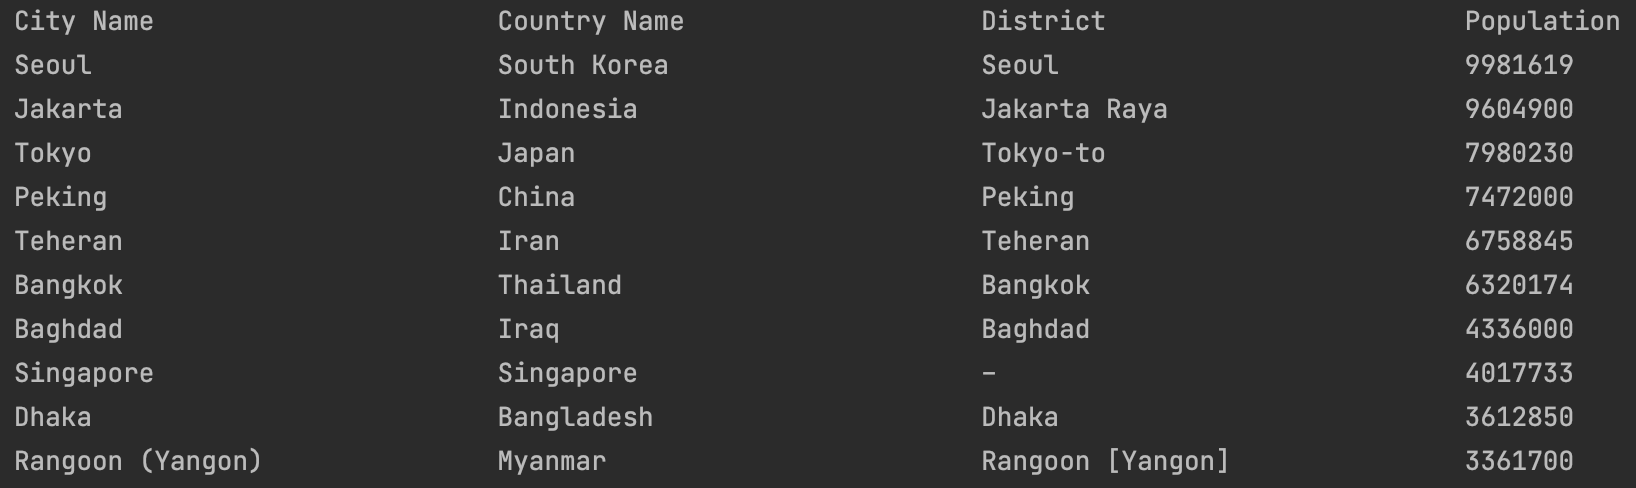 City Name Country Name District Population
Seoul South Korea Seoul 9981619
Jakarta Indonesia Jakarta Raya 9604900
Tokyo Japan Tokyo-to 7980230
Peking China Peking 7472000
Teheran Iran Teheran 6758845
Bangkok Thailand Bangkok 6320174
Baghdad Iraq Baghdad 4336000
Singapore Singapore – 4017733
Dhaka Bangladesh Dhaka 3612850
Rangoon (Yangon) Myanmar Rangoon [Yangon] 3361700